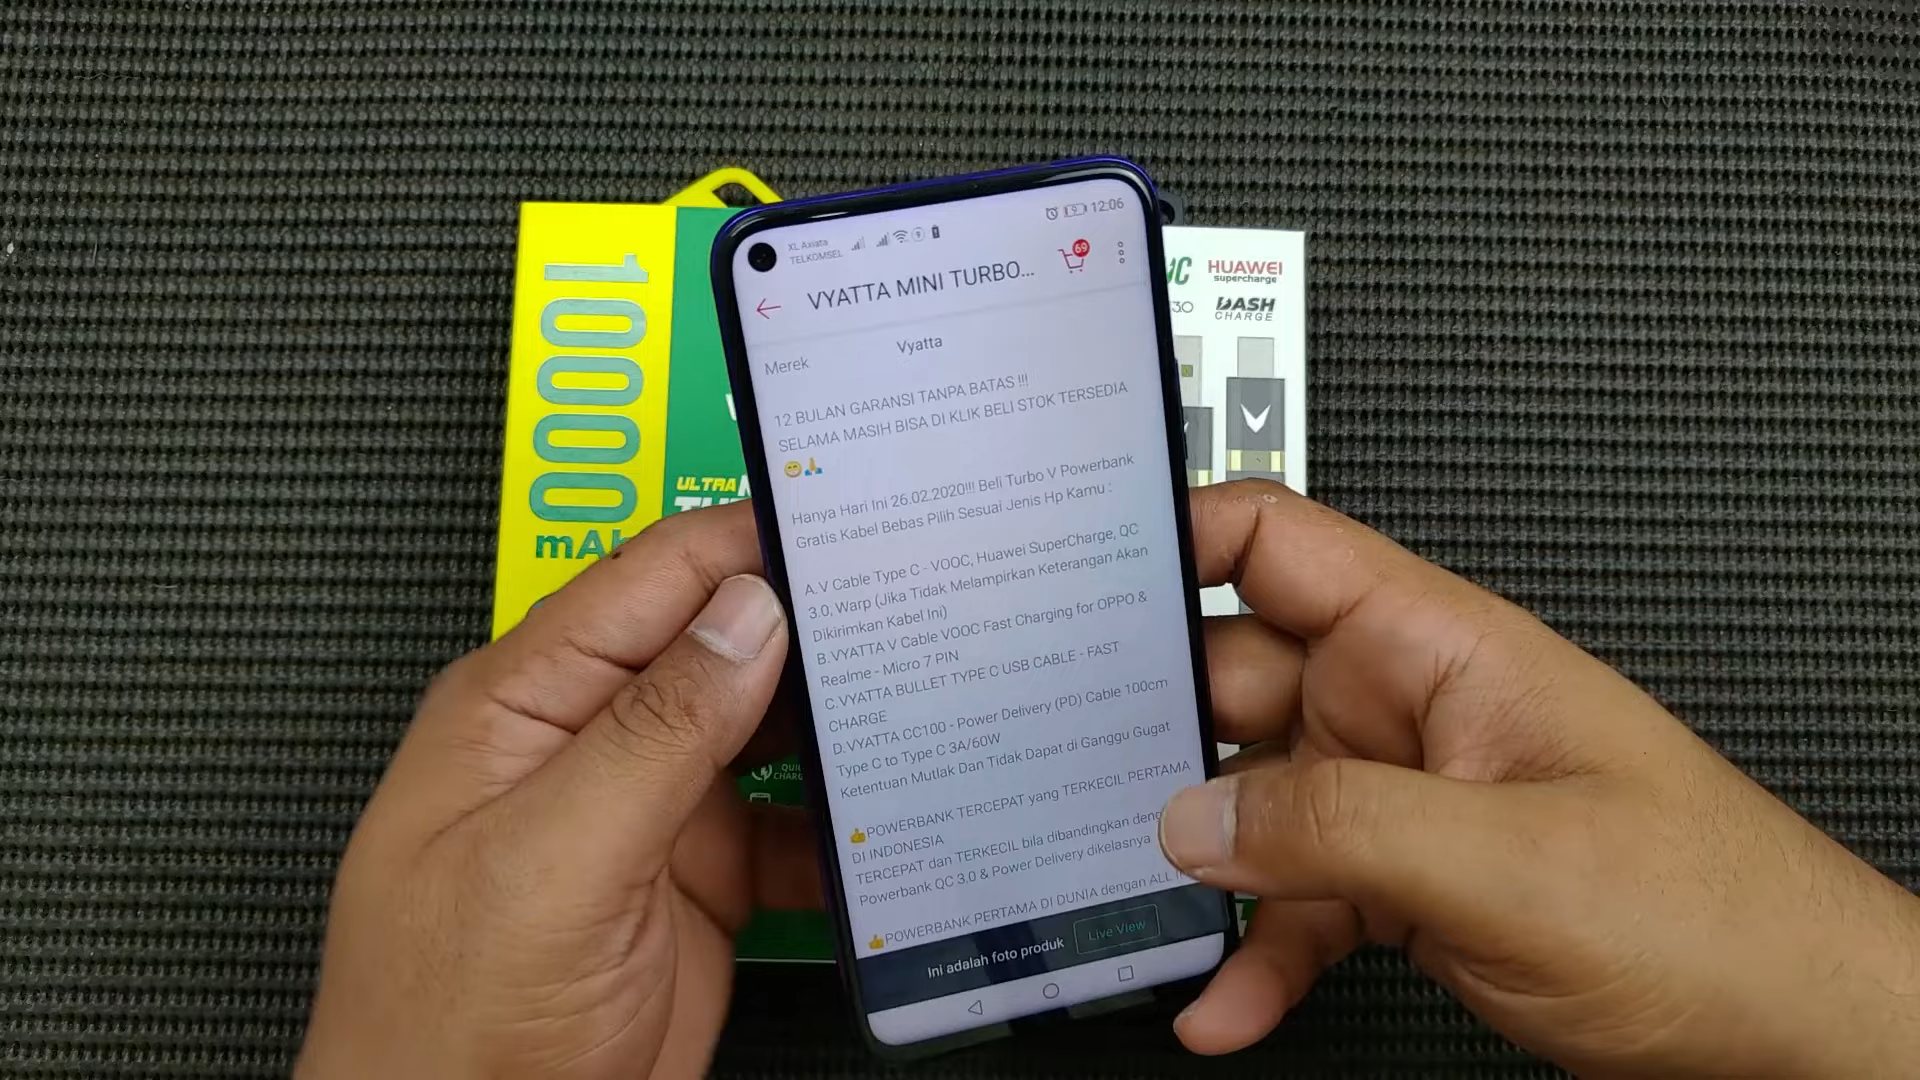 XL Axiata
TELKOMSEL
9
12:06
VYATTA MINI TURBO...
69
Merek
Vyatta
12 BULAN GARANSI TANPA BATAS !!!
SELAMA MASIH BISA DI KLIK BELI STOK TERSEDIA
😁🙏
Hanya Hari Ini 26.02.2020!!! Beli Turbo V Powerbank
Gratis Kabel Bebas Pilih Sesuai Jenis Hp Kamu :
A.V Cable Type C - VOOC, Huawei SuperCharge, QC
3.0, Warp (Jika Tidak Melampirkan Keterangan Akan
Dikirimkan Kabel Ini)
B.VYATTA V Cable VOOC Fast Charging for OPPO &
Realme - Micro 7 PIN
C.VYATTA BULLET TYPE C USB CABLE - FAST
CHARGE
D.VYATTA CC100 - Power Delivery (PD) Cable 100cm
Type C to Type C 3A/60W
Ketentuan Mutlak Dan Tidak Dapat di Ganggu Gugat
👍POWERBANK TERCEPAT yang TERKECIL PERTAMA
DI INDONESIA
TERCEPAT dan TERKECIL bila dibandingkan deng
Powerbank QC 3.0 & Power Delivery dikelasnya
👍POWERBANK PERTAMA DI DUNIA dengan ALL
Ini adalah foto produk
Live View
10000
mAh
ULTRA
QUI
CHARG
HUAWEI
supercharge
3.0
DASH
CHARGE